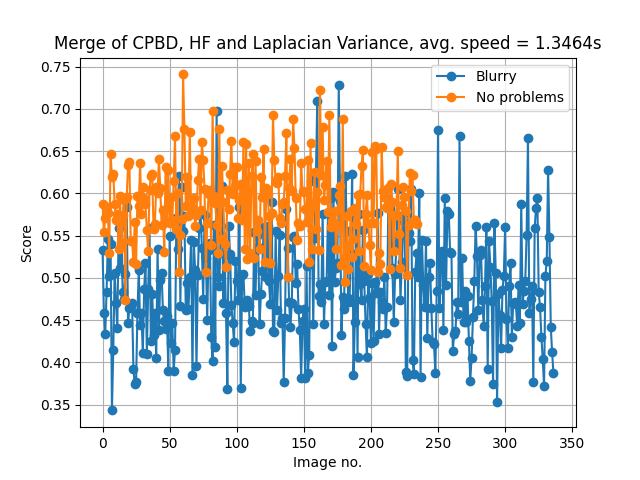 Merge of CPBD, HF and Laplacian Variance, avg. speed = 1.3464s
Blurry
No problems
Score
0.75
0.70
0.65
0.60
0.55
0.50
0.45
0.40
0.35
0 50 100 150 200 250 300 350
Image no.